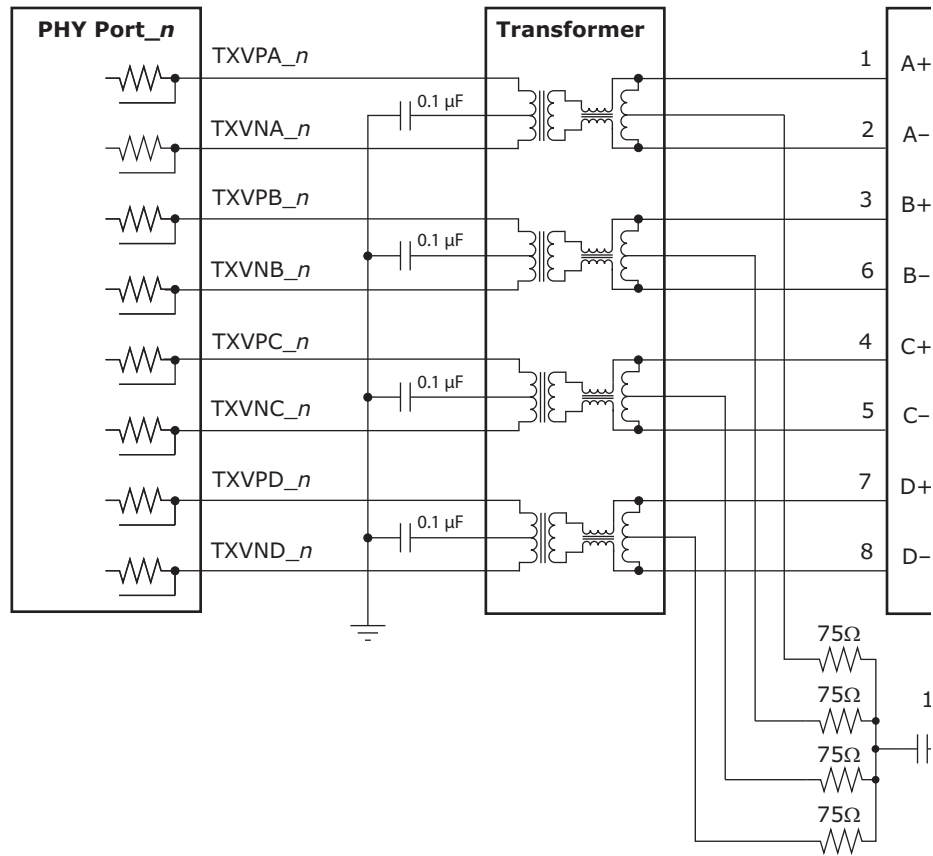 PHY Port_n
Transformer
TXVPA_n
1
A+
0.1 µF
TXVNA_n
2
A–
TXVPB_n
3
B+
0.1 µF
TXVNB_n
6
B–
TXVPC_n
4
C+
0.1 µF
TXVNC_n
5
C–
TXVPD_n
7
D+
0.1 µF
TXVND_n
8
D–
75Ω
75Ω
1
75Ω
75Ω